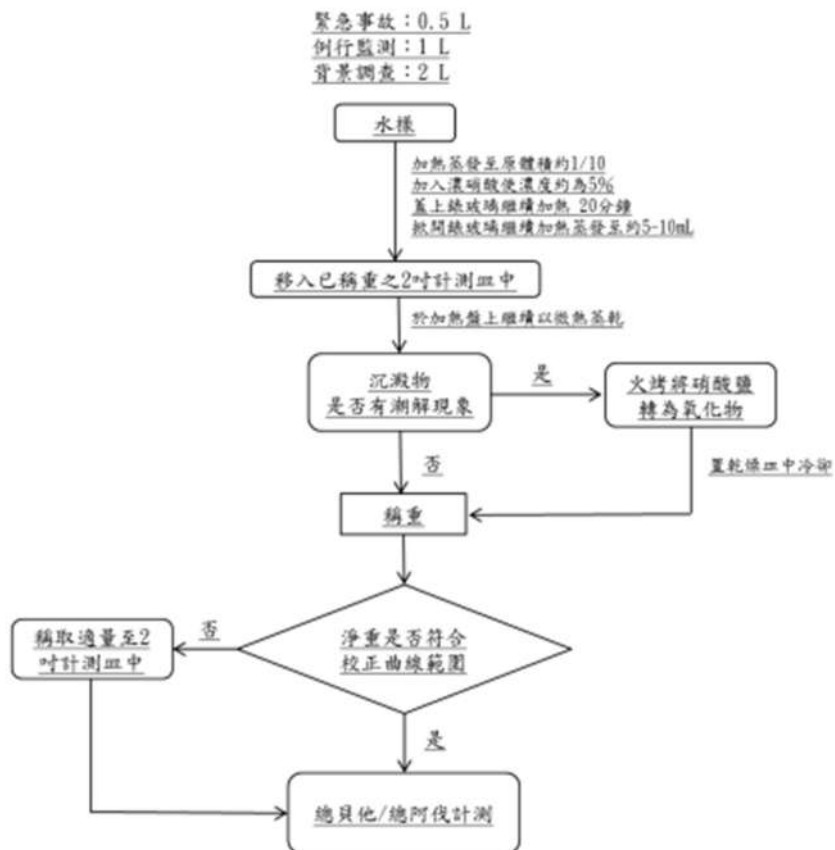 緊急事故：0.5 L
例行監測：1 L
背景調查：2 L
水樣
加熱蒸發至原體積約1/10
加入濃硝酸使濃度約為5%
蓋上錶玻璃繼續加熱 20分鐘
掀開錶玻璃繼續加熱蒸發至約5-10mL
移入已稱重之2吋計測皿中
於加熱盤上繼續以微熱蒸乾
沉澱物
是否有潮解現象
是
火烤將硝酸鹽
轉為氧化物
否
置乾燥皿中冷卻
稱重
淨重是否符合
校正曲線範圍
否
稱取適量至2
吋計測皿中
是
總貝他/總阿伐計測